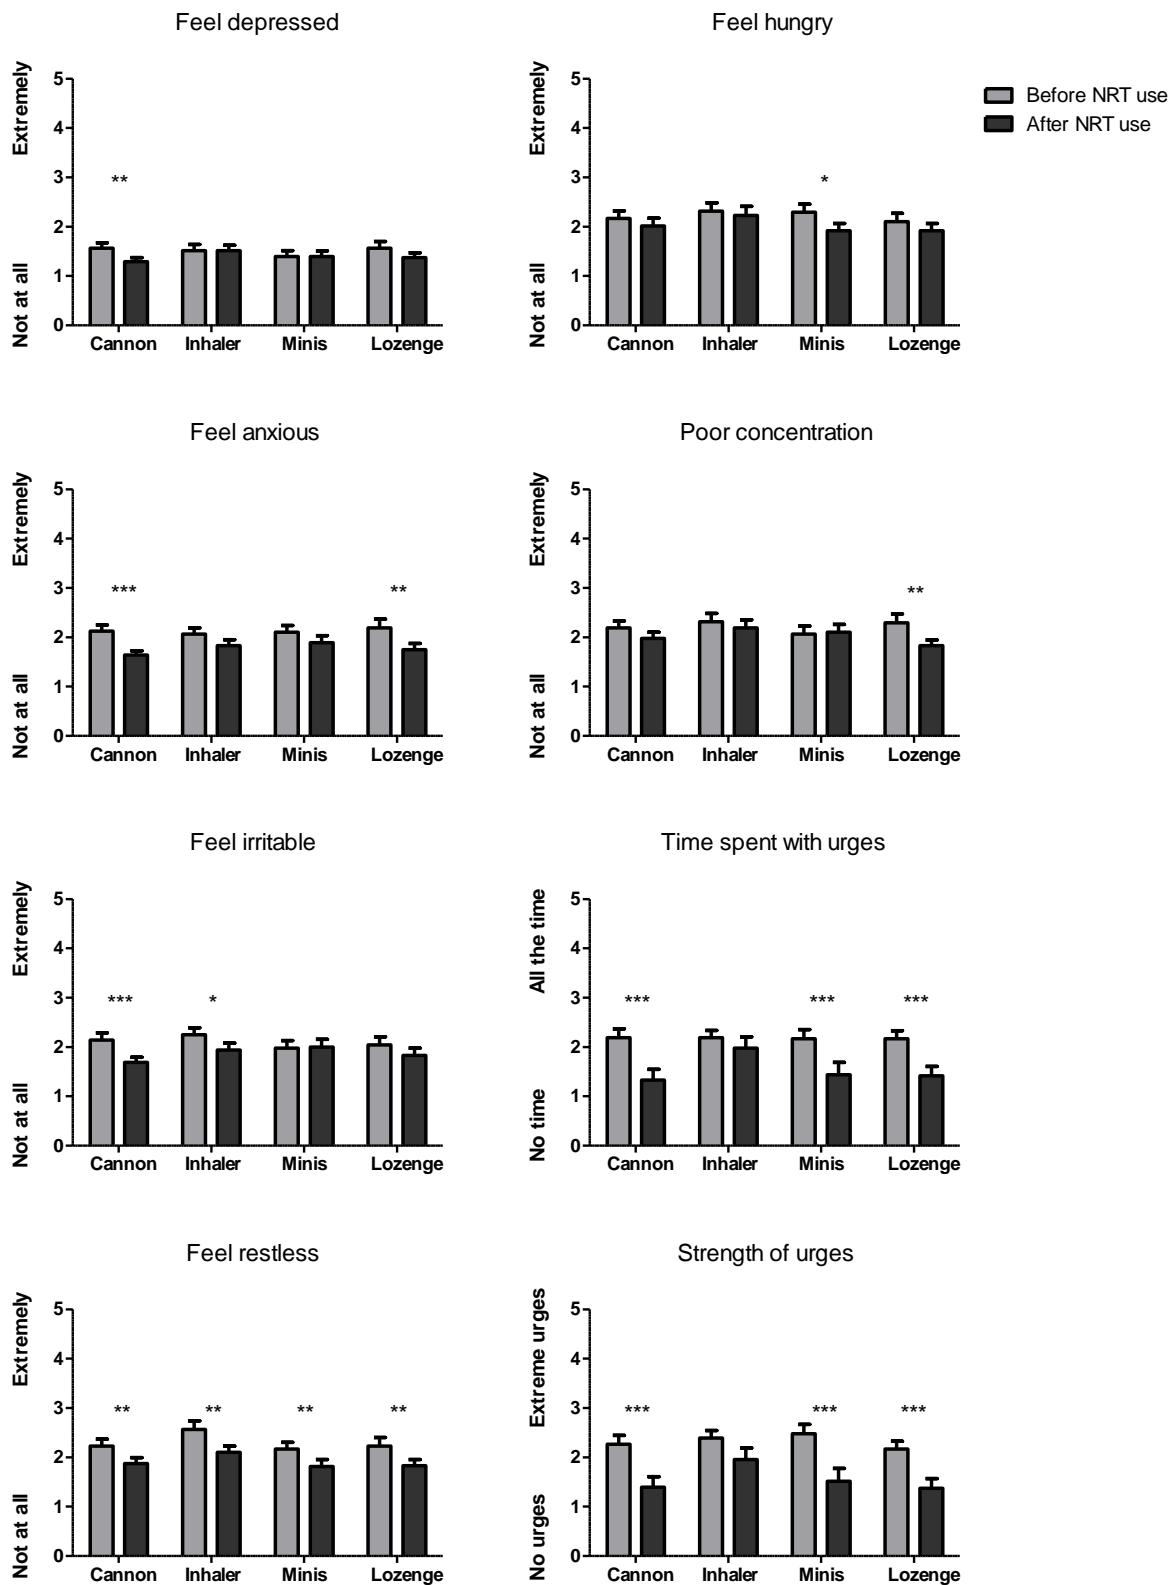 Feel depressed
Extremely
Not at all
5
4
3
2
1
0
**
Cannon Inhaler Minis Lozenge
Feel hungry
Extremely
Not at all
5
4
3
2
1
0
*
Cannon Inhaler Minis Lozenge
Before NRT use
After NRT use
Feel anxious
Extremely
Not at all
5
4
3
2
1
0
*** **
Cannon Inhaler Minis Lozenge
Poor concentration
Extremely
Not at all
5
4
3
2
1
0
**
Cannon Inhaler Minis Lozenge
Feel irritable
Extremely
Not at all
5
4
3
2
1
0
*** *
Cannon Inhaler Minis Lozenge
Time spent with urges
All the time
No time
5
4
3
2
1
0
*** *** ***
Cannon Inhaler Minis Lozenge
Feel restless
Extremely
Not at all
5
4
3
2
1
0
** ** ** **
Cannon Inhaler Minis Lozenge
Strength of urges
Extreme urges
No urges
5
4
3
2
1
0
*** *** ***
Cannon Inhaler Minis Lozenge